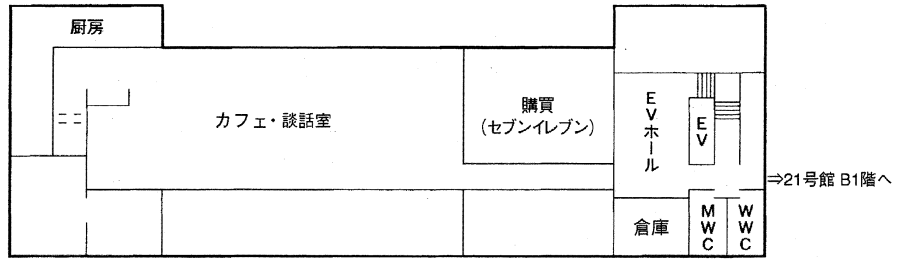 厨房
カフェ・談話室
購買
(セブンイレブン)
EVホール
EV
⇒21号館 B1階へ
倉庫
MWC
WWC